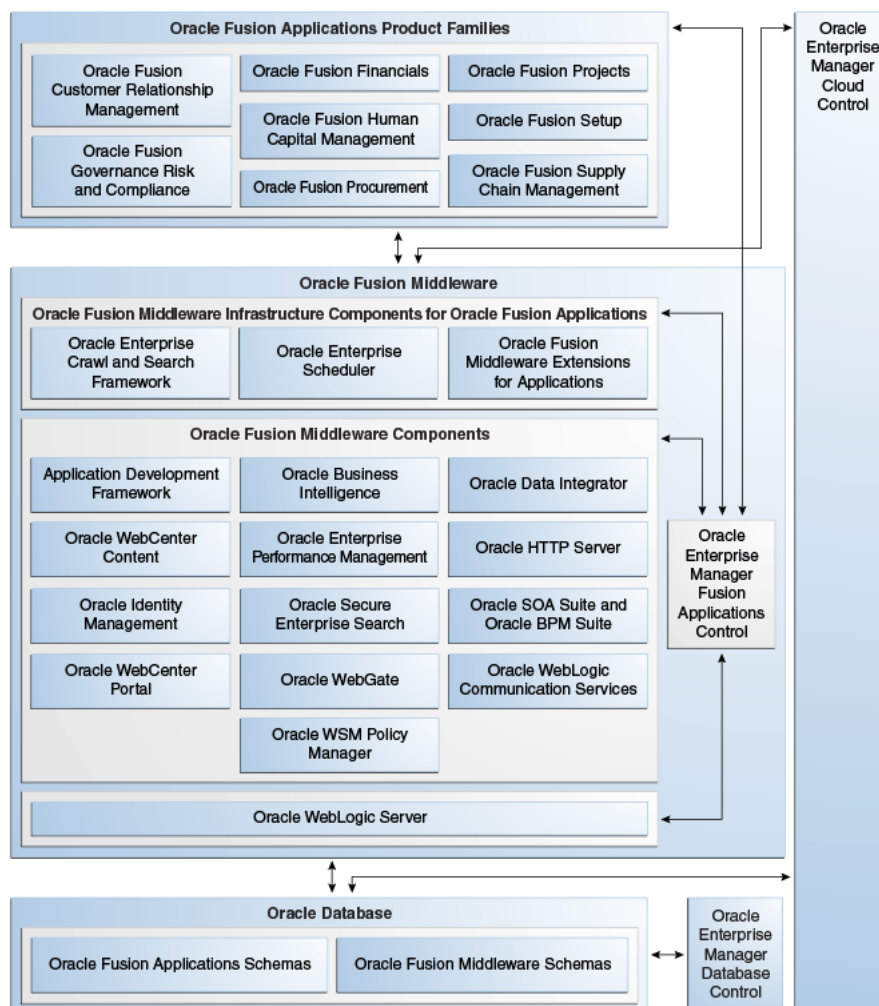 Oracle Fusion Applications Product Families
Oracle Fusion
Customer Relationship
Management
Oracle Fusion Financials
Oracle Fusion Projects
Oracle Fusion Human
Capital Management
Oracle Fusion Setup
Oracle Fusion
Governance Risk
and Compliance
Oracle Fusion Procurement
Oracle Fusion Supply
Chain Management
Oracle
Enterprise
Manager
Cloud
Control
Oracle Fusion Middleware
Oracle Fusion Middleware Infrastructure Components for Oracle Fusion Applications
Oracle Enterprise
Crawl and Search
Framework
Oracle Enterprise
Scheduler
Oracle Fusion
Middleware Extensions
for Applications
Oracle Fusion Middleware Components
Application Development
Framework
Oracle Business
Intelligence
Oracle Data Integrator
Oracle WebCenter
Content
Oracle Enterprise
Performance Management
Oracle HTTP Server
Oracle Identity
Management
Oracle Secure
Enterprise Search
Oracle SOA Suite and
Oracle BPM Suite
Oracle WebCenter
Portal
Oracle WebGate
Oracle WebLogic
Communication Services
Oracle WSM Policy
Manager
Oracle
Enterprise
Manager
Fusion
Applications
Control
Oracle WebLogic Server
Oracle Database
Oracle Fusion Applications Schemas
Oracle Fusion Middleware Schemas
Oracle
Enterprise
Manager
Database
Control